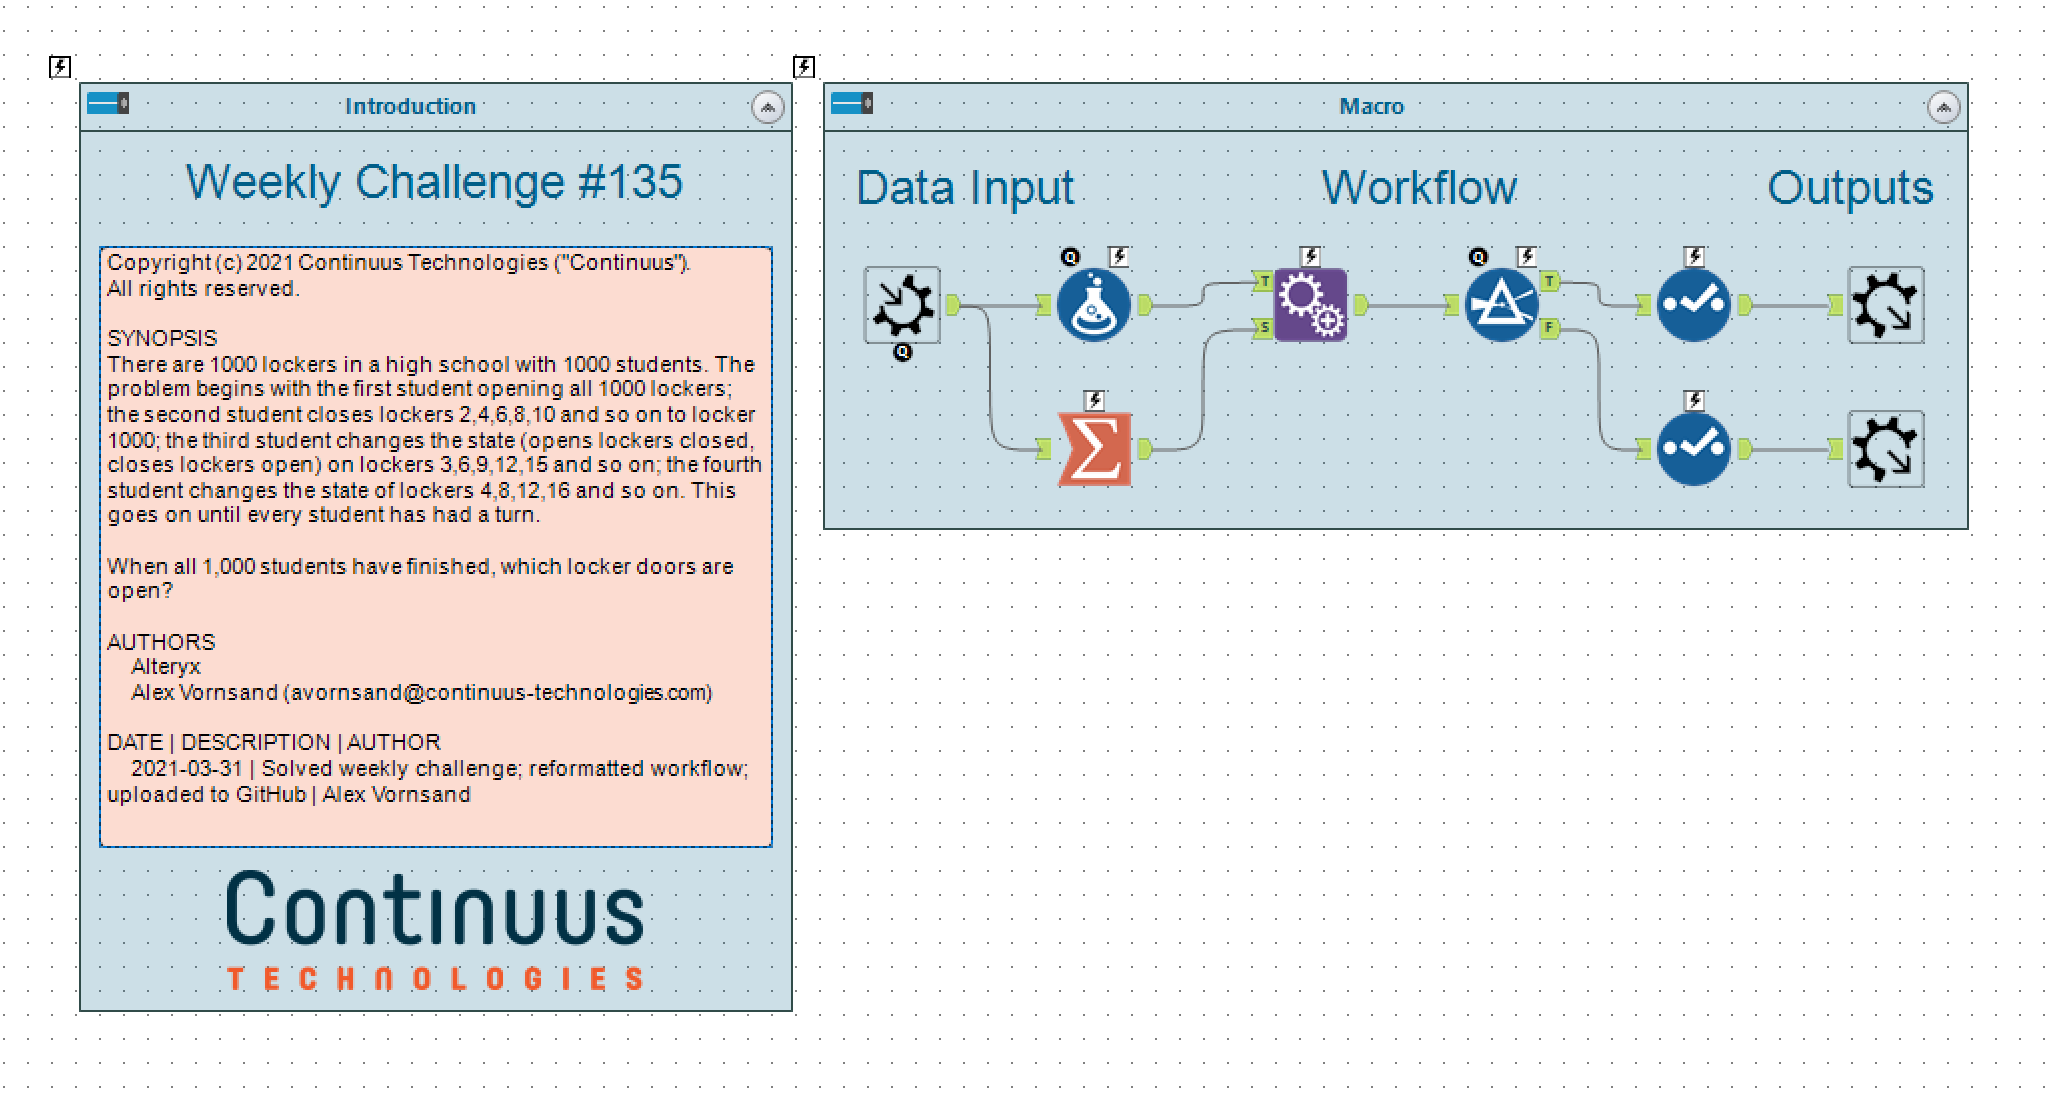 Introduction
Weekly Challenge #135
Copyright (c) 2021 Continuus Technologies ("Continuus").
All rights reserved.
SYNOPSIS
There are 1000 lockers in a high school with 1000 students. The
problem begins with the first student opening all 1000 lockers;
the second student closes lockers 2,4,6,8,10 and so on to locker
1000; the third student changes the state (opens lockers closed,
closes lockers open) on lockers 3,6,9,12,15 and so on; the fourth
student changes the state of lockers 4,8,12,16 and so on. This
goes on until every student has had a turn.
When all 1,000 students have finished, which locker doors are
open?
AUTHORS
Alteryx
Alex Vornsand (avornsand@continuus-technologies.com)
DATE | DESCRIPTION | AUTHOR
2021-03-31 | Solved weekly challenge; reformatted workflow;
uploaded to GitHub | Alex Vornsand
Continuus
TECHNOLOGIES
Macro
Data Input
Workflow
Outputs
Q
Q
Q
T
S
T
F